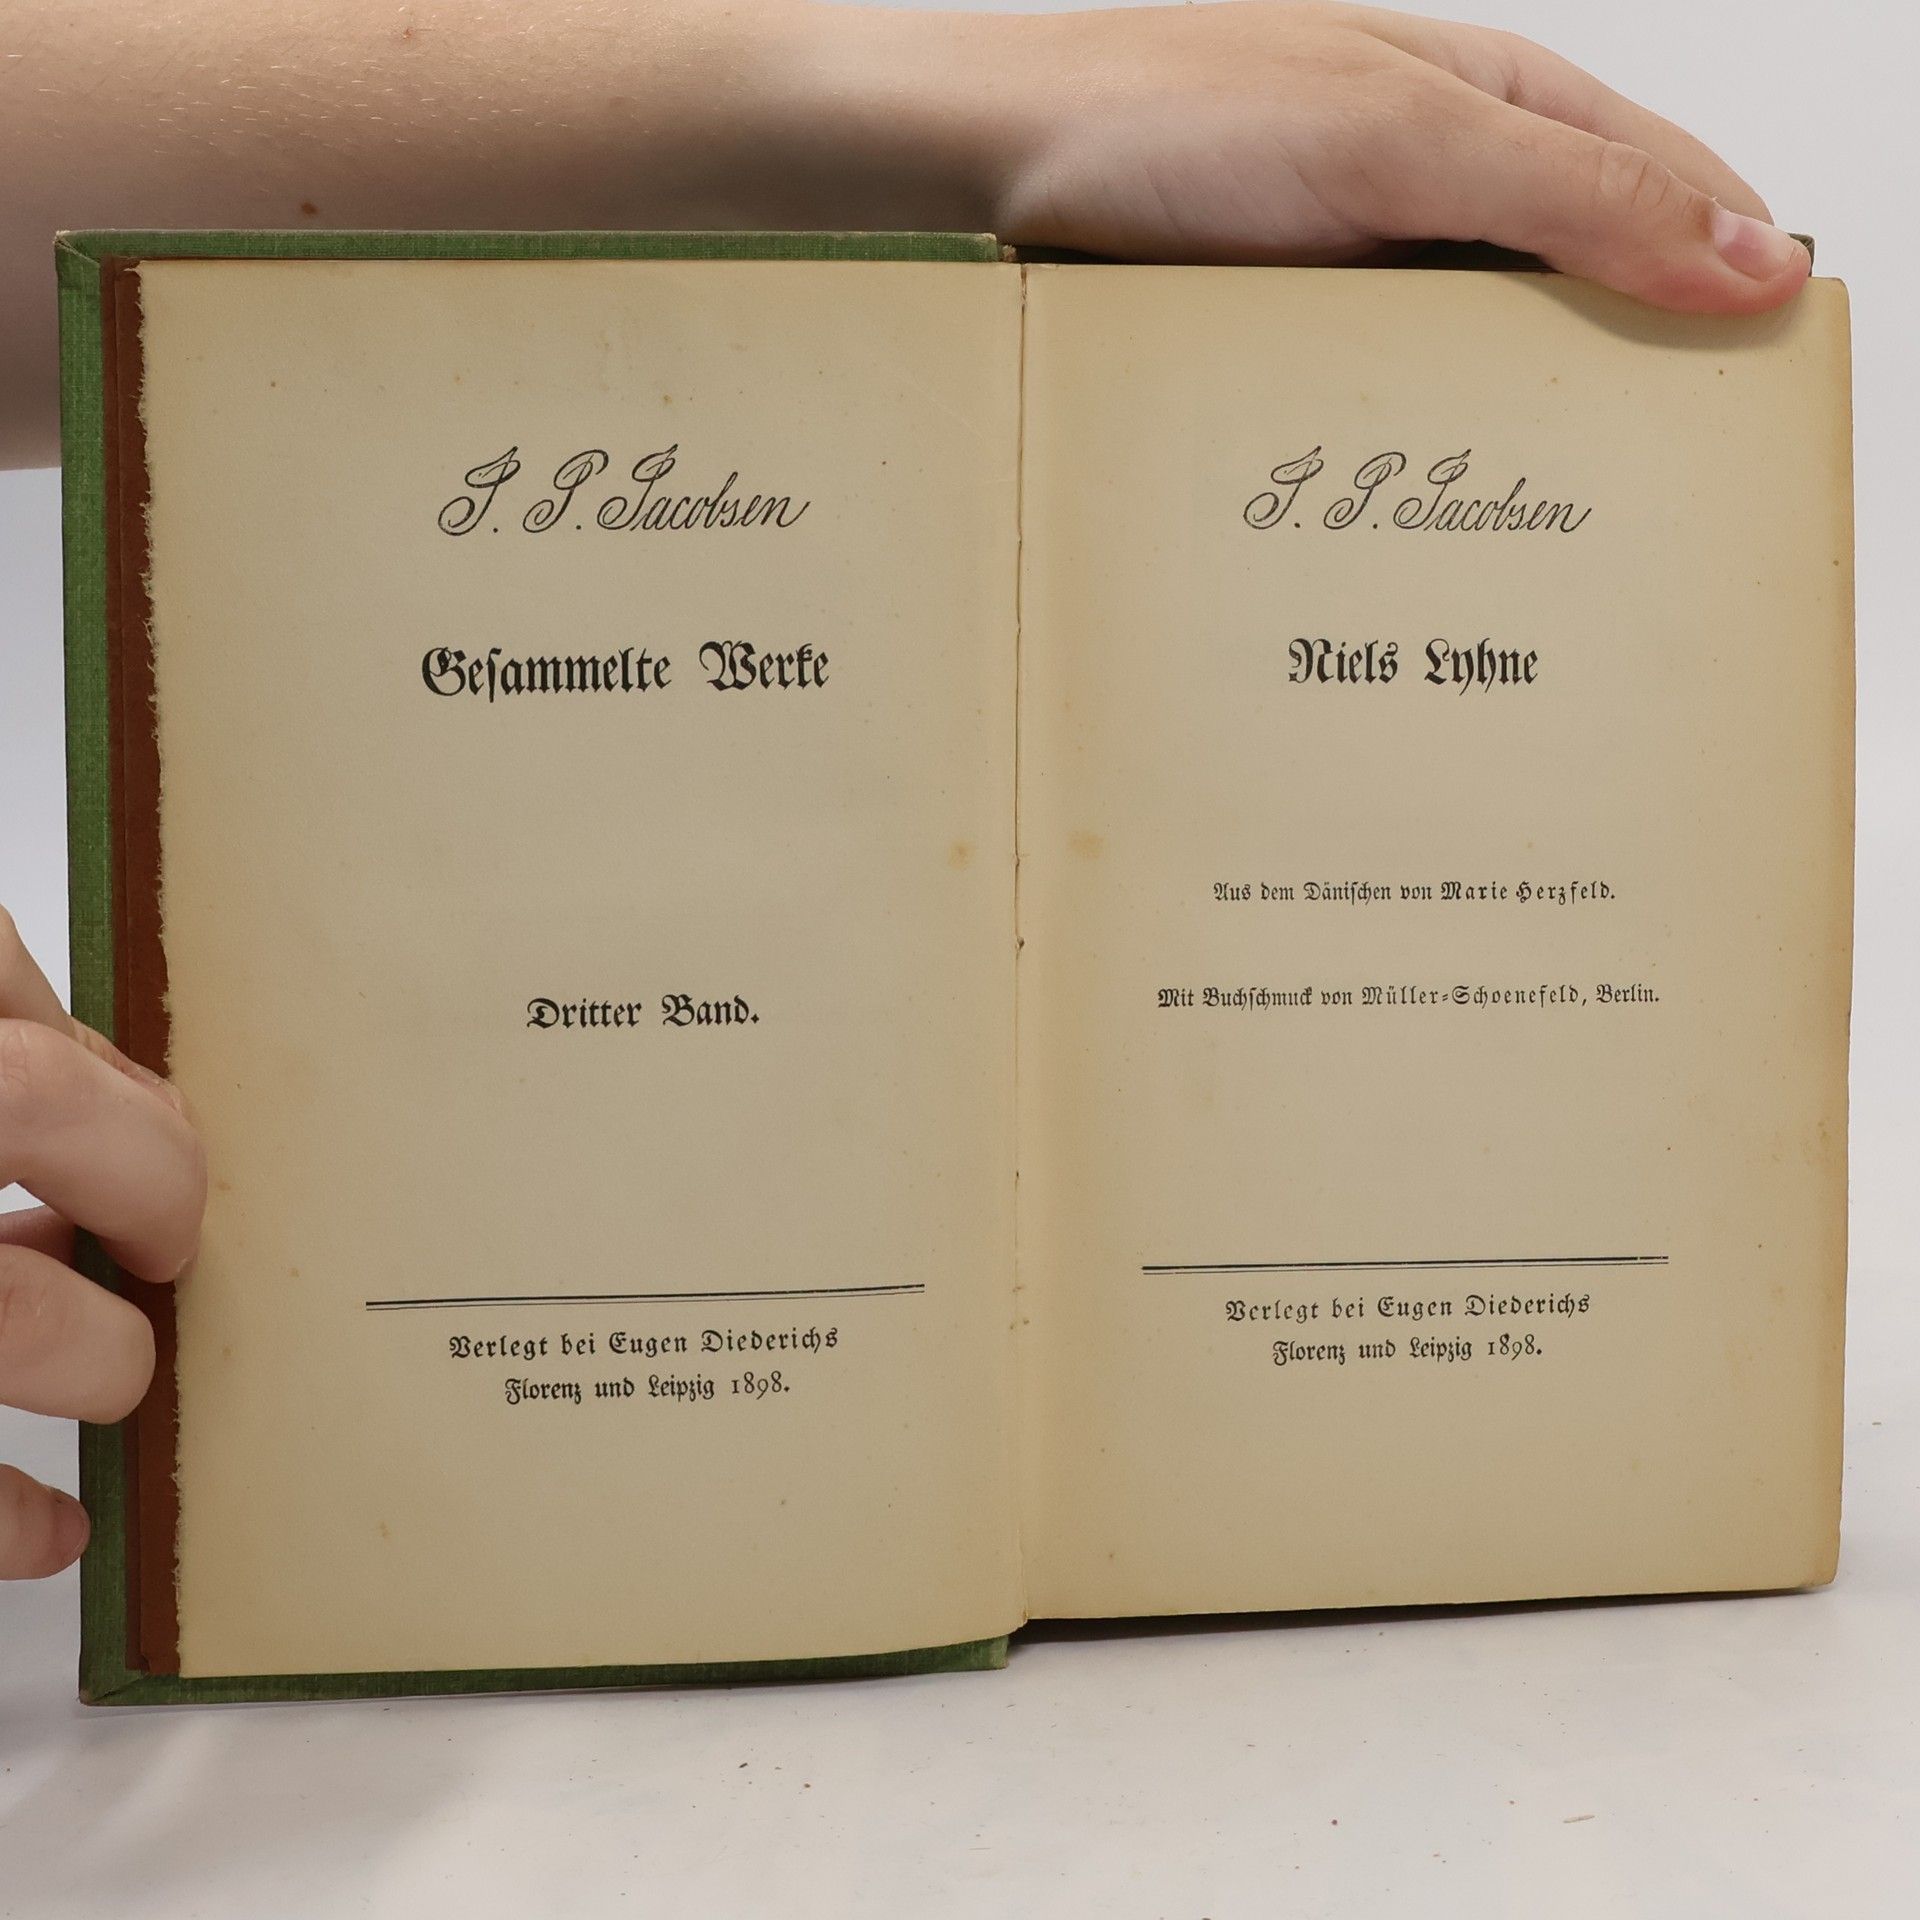 J. P. Jacobsen
Gesammelte Werke
Dritter Band.
Verlegt bei Eugen Diederichs
Florenz und Leipzig 1898.
J. P. Jacobsen
Niels Lyhne
Aus dem Dänischen von Marie Herzfeld.
Mit Buchschmuck von Müller-Schoenefeld, Berlin.
Verlegt bei Eugen Diederichs
Florenz und Leipzig 1898.